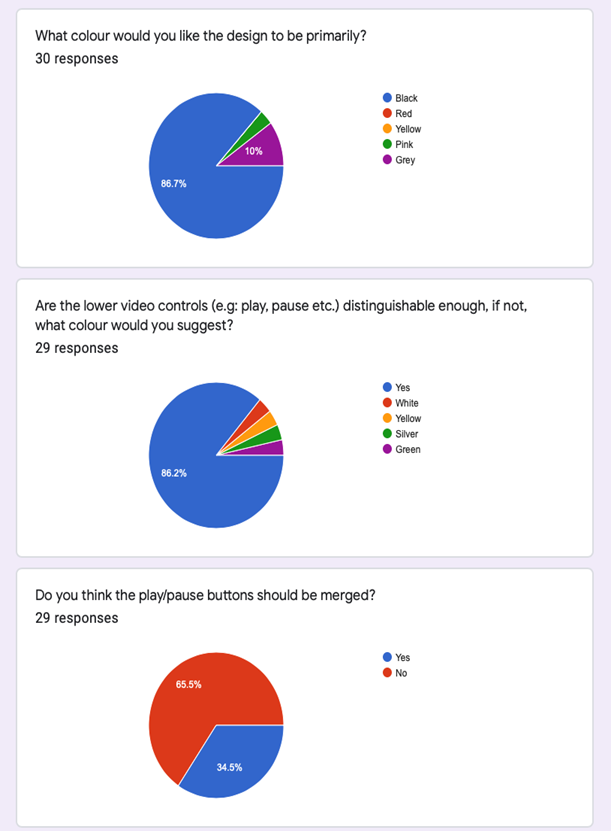 What colour would you like the design to be primarily?
30 responses
Black
Red
Yellow
Pink
Grey
10%
86.7%
Are the lower video controls (e.g: play, pause etc.) distinguishable enough, if not,
what colour would you suggest?
29 responses
Yes
White
Yellow
Silver
Green
86.2%
Do you think the play/pause buttons should be merged?
29 responses
Yes
No
65.5%
34.5%